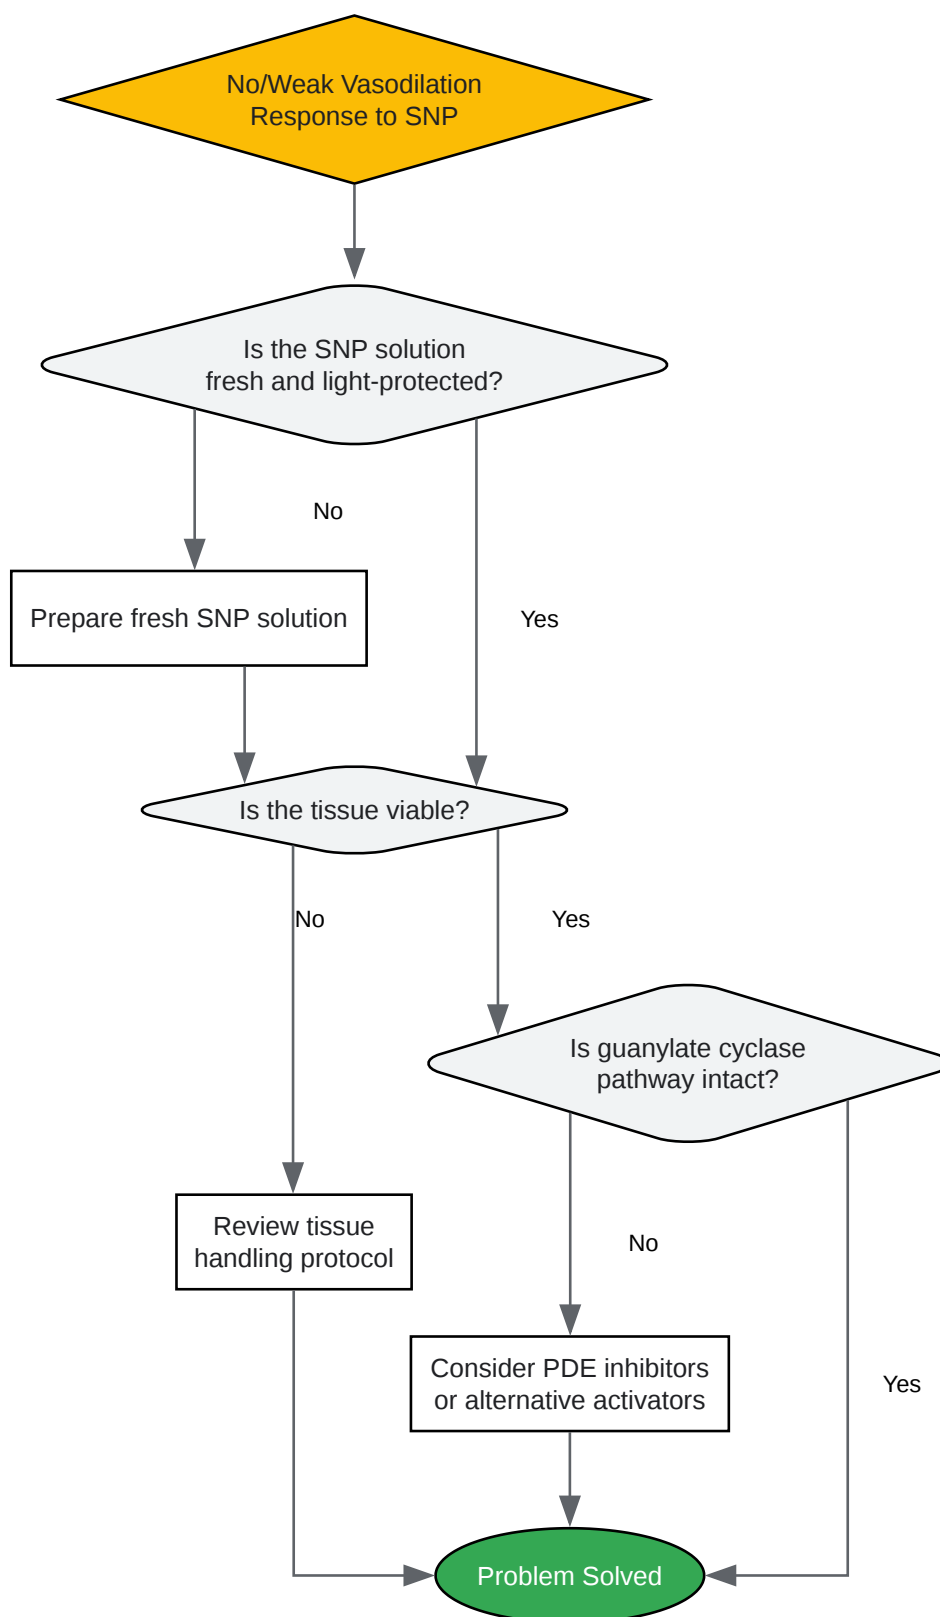 No/Weak Vasodilation
Response to SNP
Is the SNP solution
fresh and light-protected?
No
Prepare fresh SNP solution
Yes
Is the tissue viable?
No
Yes
Is guanylate cyclase
pathway intact?
Review tissue
handling protocol
No
Consider PDE inhibitors
or alternative activators
Yes
Problem Solved